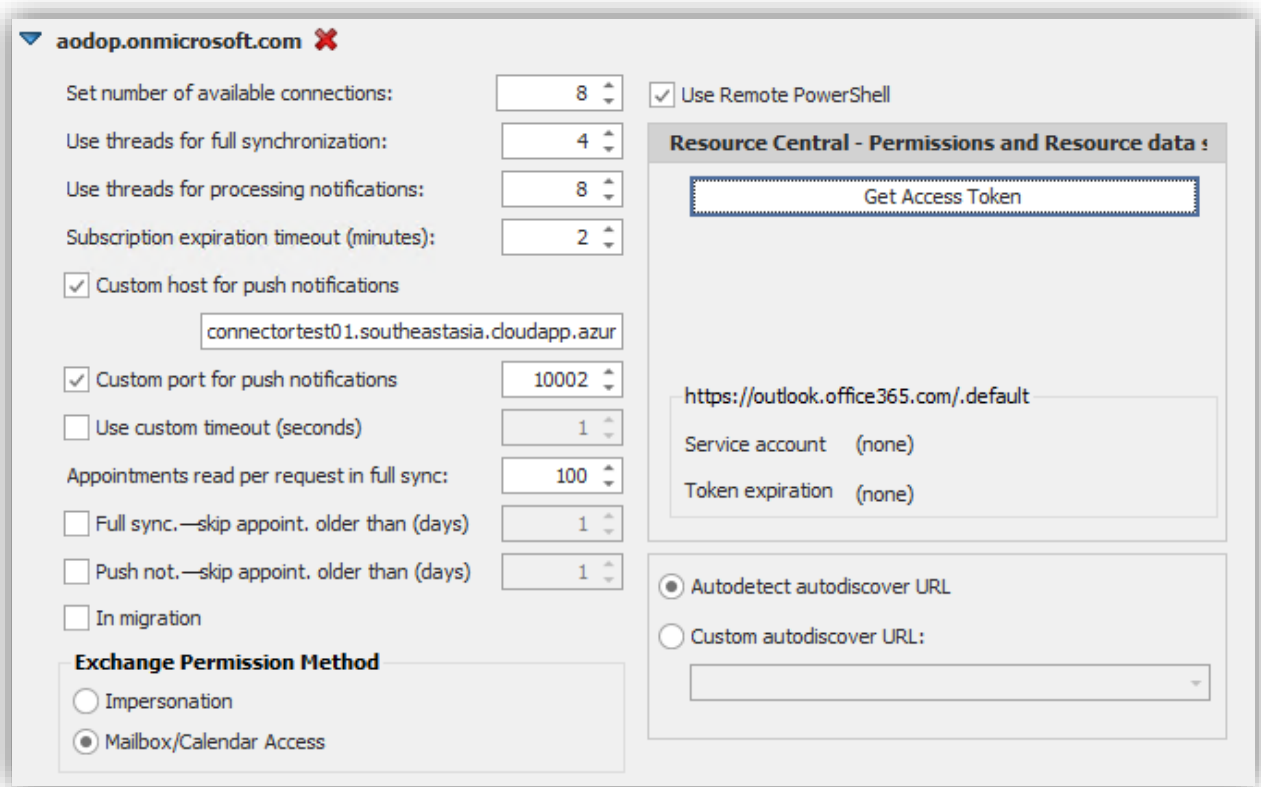 aodop.onmicrosoft.com
Set number of available connections: 8
Use threads for full synchronization: 4
Use threads for processing notifications: 8
Subscription expiration timeout (minutes): 2
Custom host for push notifications
connectortest01.southeastasia.cloudapp.azur
Custom port for push notifications 10002
Use custom timeout (seconds) 1
Appointments read per request in full sync: 100
Full sync.—skip appoint. older than (days) 1
Push not.—skip appoint. older than (days) 1
In migration
Exchange Permission Method
Impersonation
Mailbox/Calendar Access
Use Remote PowerShell
Resource Central - Permissions and Resource data s
Get Access Token
https://outlook.office365.com/.default
Service account (none)
Token expiration (none)
Autodetect autodiscover URL
Custom autodiscover URL: